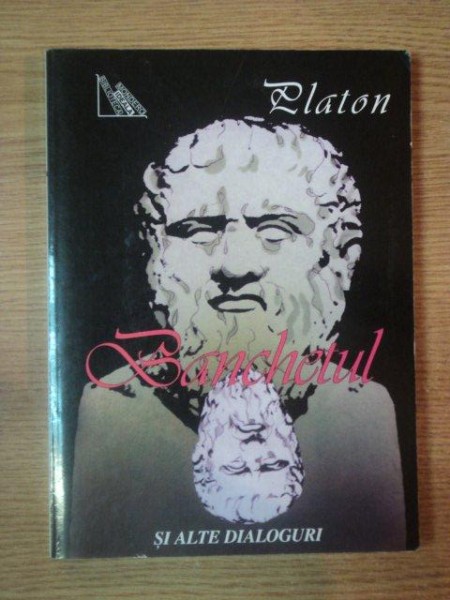 Platon
Banchetul
ȘI ALTE DIALOGURI